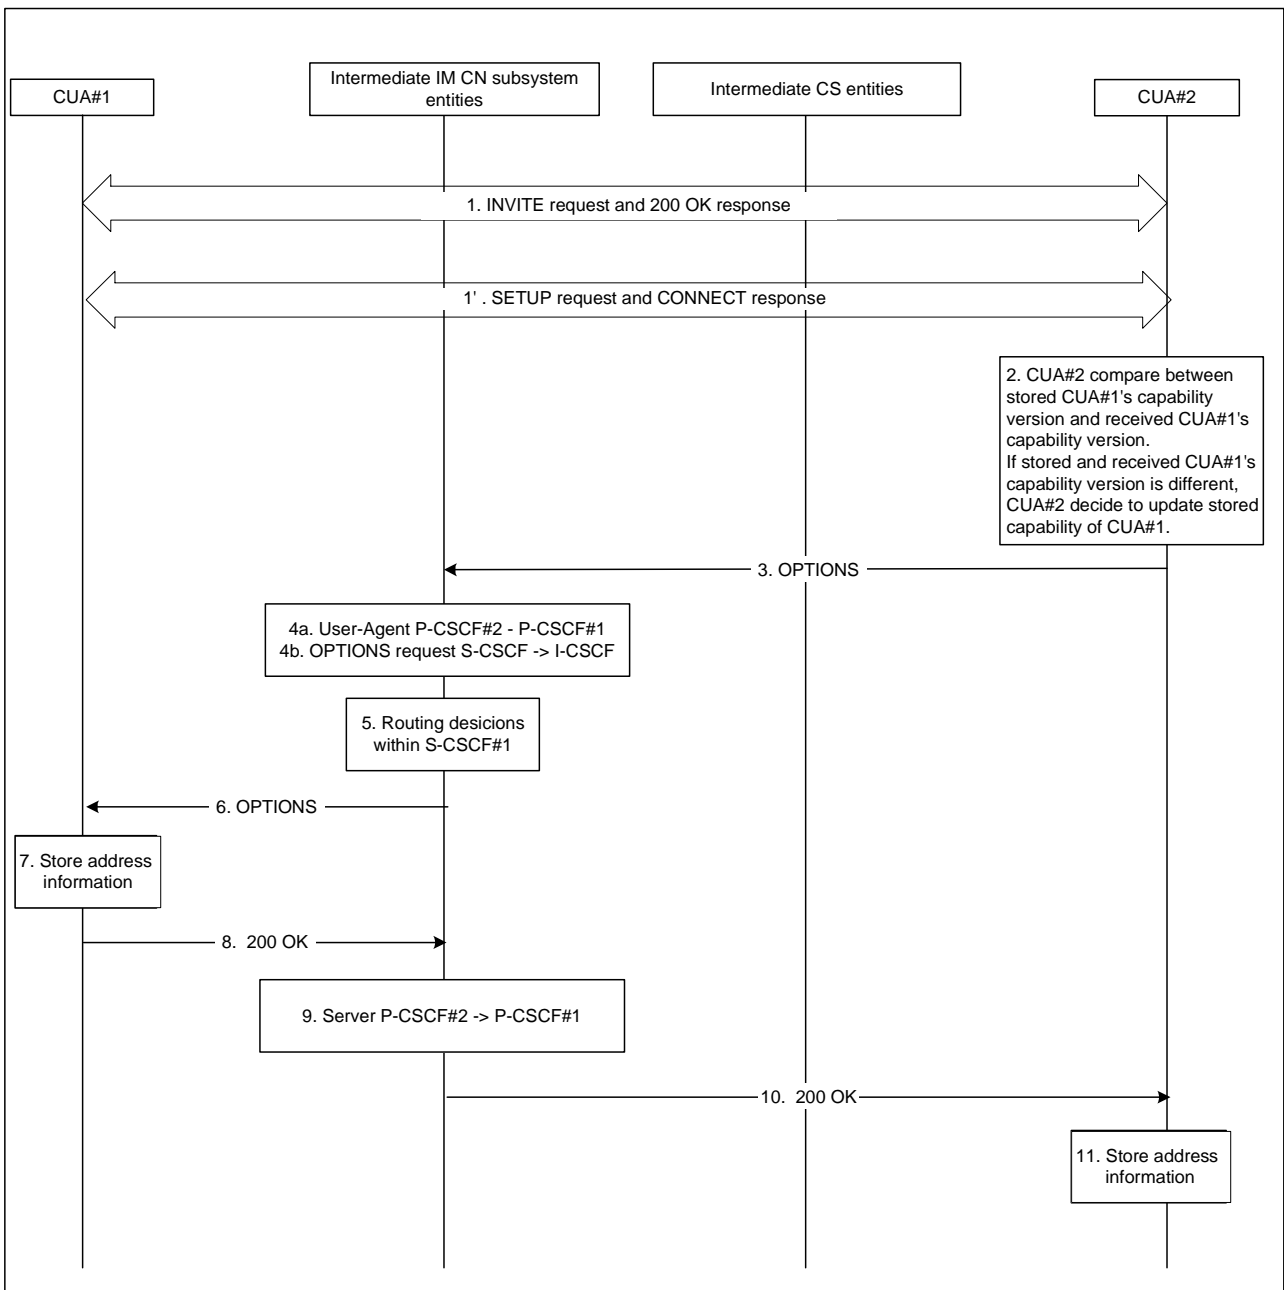 CUA#1
Intermediate IM CN subsystem
entities
Intermediate CS entities
CUA#2
1. INVITE request and 200 OK response
1' . SETUP request and CONNECT response
2. CUA#2 compare between
stored CUA#1's capability
version and received CUA#1's
capability version.
If stored and received CUA#1's
capability version is different,
CUA#2 decide to update stored
capability of CUA#1.
3. OPTIONS
4a. User-Agent P-CSCF#2 - P-CSCF#1
4b. OPTIONS request S-CSCF -> I-CSCF
5. Routing desicions
within S-CSCF#1
6. OPTIONS
7. Store address
information
8. 200 OK
9. Server P-CSCF#2 -> P-CSCF#1
10. 200 OK
11. Store address
information